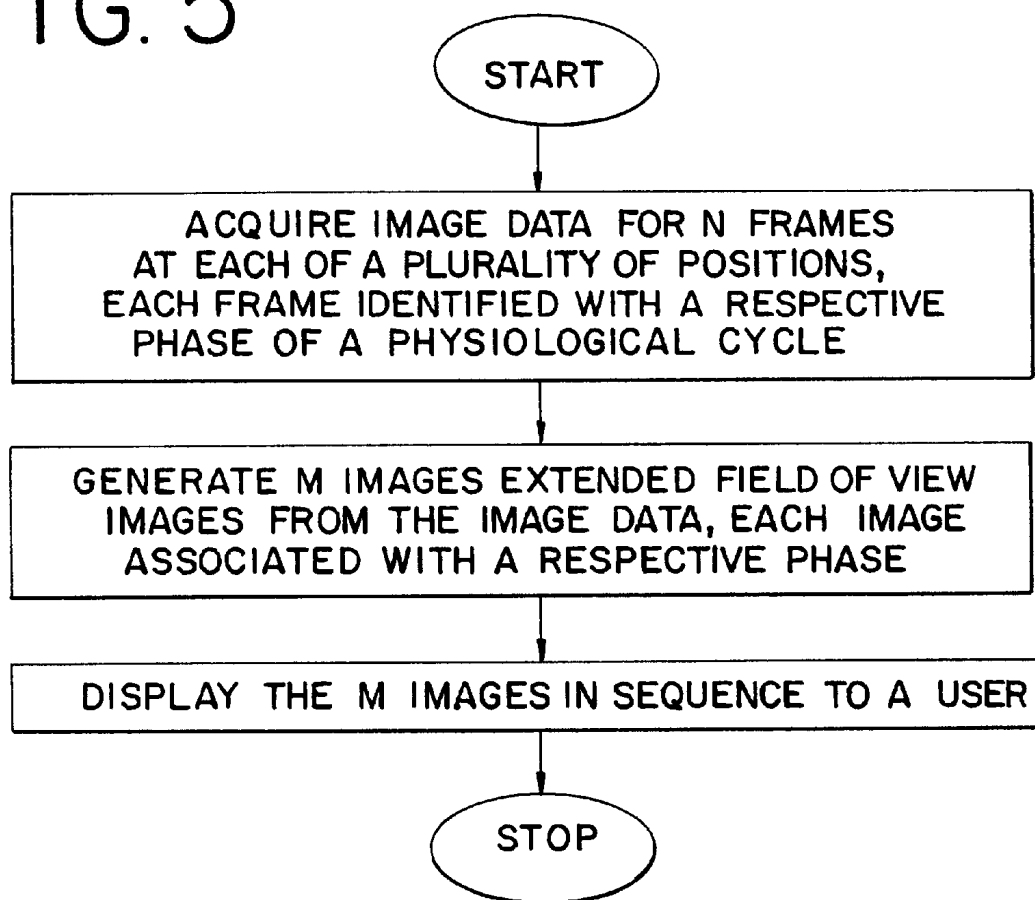 IG. 5
START
ACQUIRE IMAGE DATA FOR N FRAMES
AT EACH OF A PLURALITY OF POSITIONS,
EACH FRAME IDENTIFIED WITH A RESPECTIVE
PHASE OF A PHYSIOLOGICAL CYCLE
GENERATE M IMAGES EXTENDED FIELD OF VIEW
IMAGES FROM THE IMAGE DATA, EACH IMAGE
ASSOCIATED WITH A RESPECTIVE PHASE
DISPLAY THE M IMAGES IN SEQUENCE TO A USER
STOP